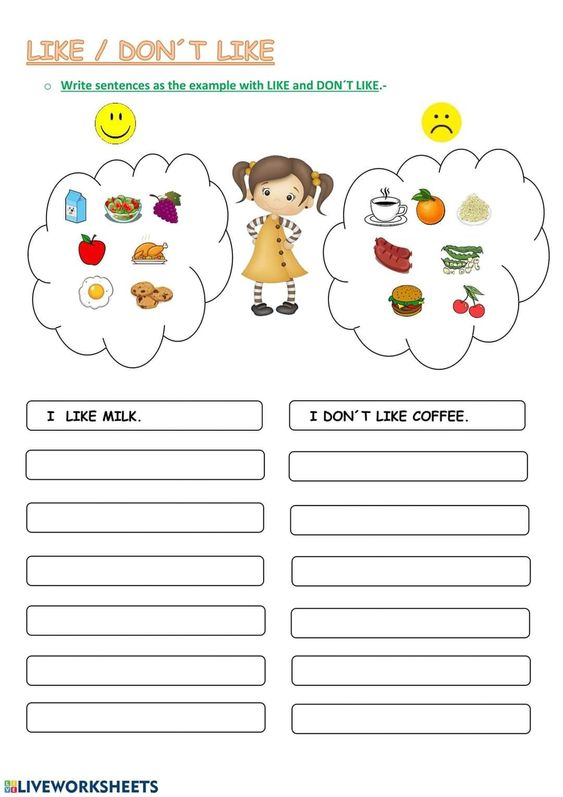 LIKE / DON´T LIKE
o Write sentences as the example with LIKE and DON´T LIKE.-
I LIKE MILK.
I DON´T LIKE COFFEE.
LIVEWORKSHEETS